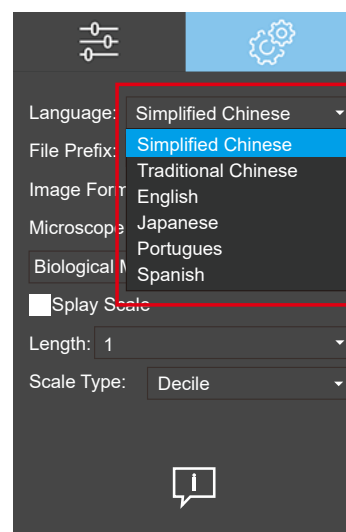 Language: Simplified Chinese
File Prefix: Simplified Chinese
Traditional Chinese
Image Form English
Microscope Japanese
Portugues
Biological M Spanish
Splay Scale
Length: 1
Scale Type: Decile
i